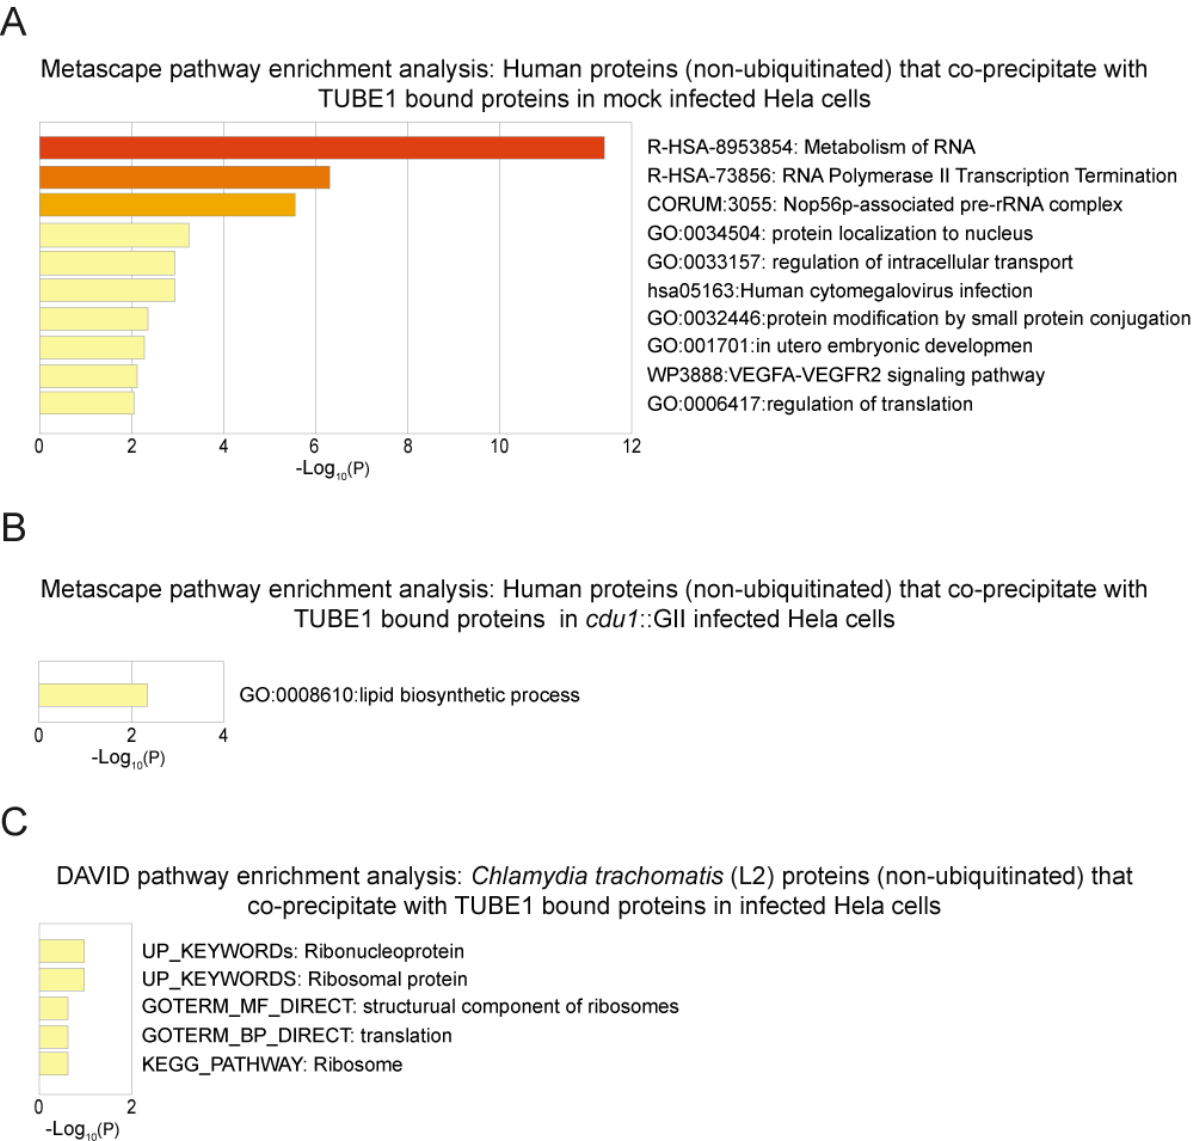 A
Metascape pathway enrichment analysis: Human proteins (non-ubiquitinated) that co-precipitate with
TUBE1 bound proteins in mock infected Hela cells
R-HSA-8953854: Metabolism of RNA
R-HSA-73856: RNA Polymerase II Transcription Termination
CORUM:3055: Nop56p-associated pre-rRNA complex
GO:0034504: protein localization to nucleus
GO:0033157: regulation of intracellular transport
hsa05163:Human cytomegalovirus infection
GO:0032446:protein modification by small protein conjugation
GO:001701:in utero embryonic developmen
WP3888:VEGFA-VEGFR2 signaling pathway
GO:0006417:regulation of translation
0 2 4 6 8 10 12
-Log10(P)
B
Metascape pathway enrichment analysis: Human proteins (non-ubiquitinated) that co-precipitate with
TUBE1 bound proteins in cdu1::GII infected Hela cells
GO:0008610:lipid biosynthetic process
0 2 4
-Log10(P)
C
DAVID pathway enrichment analysis: Chlamydia trachomatis (L2) proteins (non-ubiquitinated) that
co-precipitate with TUBE1 bound proteins in infected Hela cells
UP_KEYWORDs: Ribonucleoprotein
UP_KEYWORDS: Ribosomal protein
GOTERM_MF_DIRECT: structurual component of ribosomes
GOTERM_BP_DIRECT: translation
KEGG_PATHWAY: Ribosome
0 2
-Log10(P)